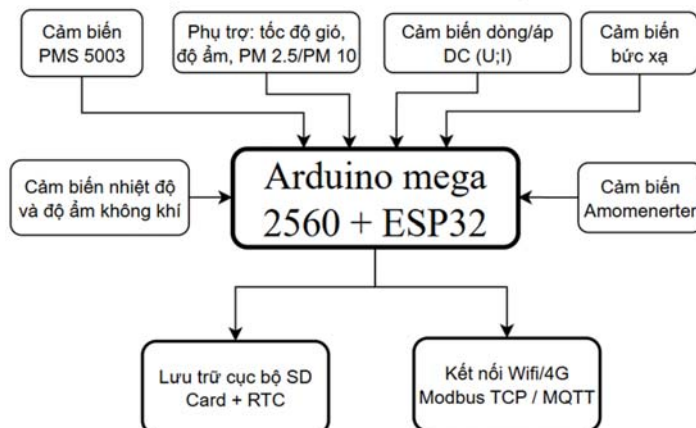 Cảm biến
PMS 5003
Phụ trợ: tốc độ gió,
độ ẩm, PM 2.5/PM 10
Cảm biến dòng/áp
DC (U;I)
Cảm biến
bức xạ
Cảm biến nhiệt độ
và độ ẩm không khí
Arduino mega
2560 + ESP32
Cảm biến
Amomenerter
Lưu trữ cục bộ SD
Card + RTC
Kết nối Wifi/4G
Modbus TCP / MQTT